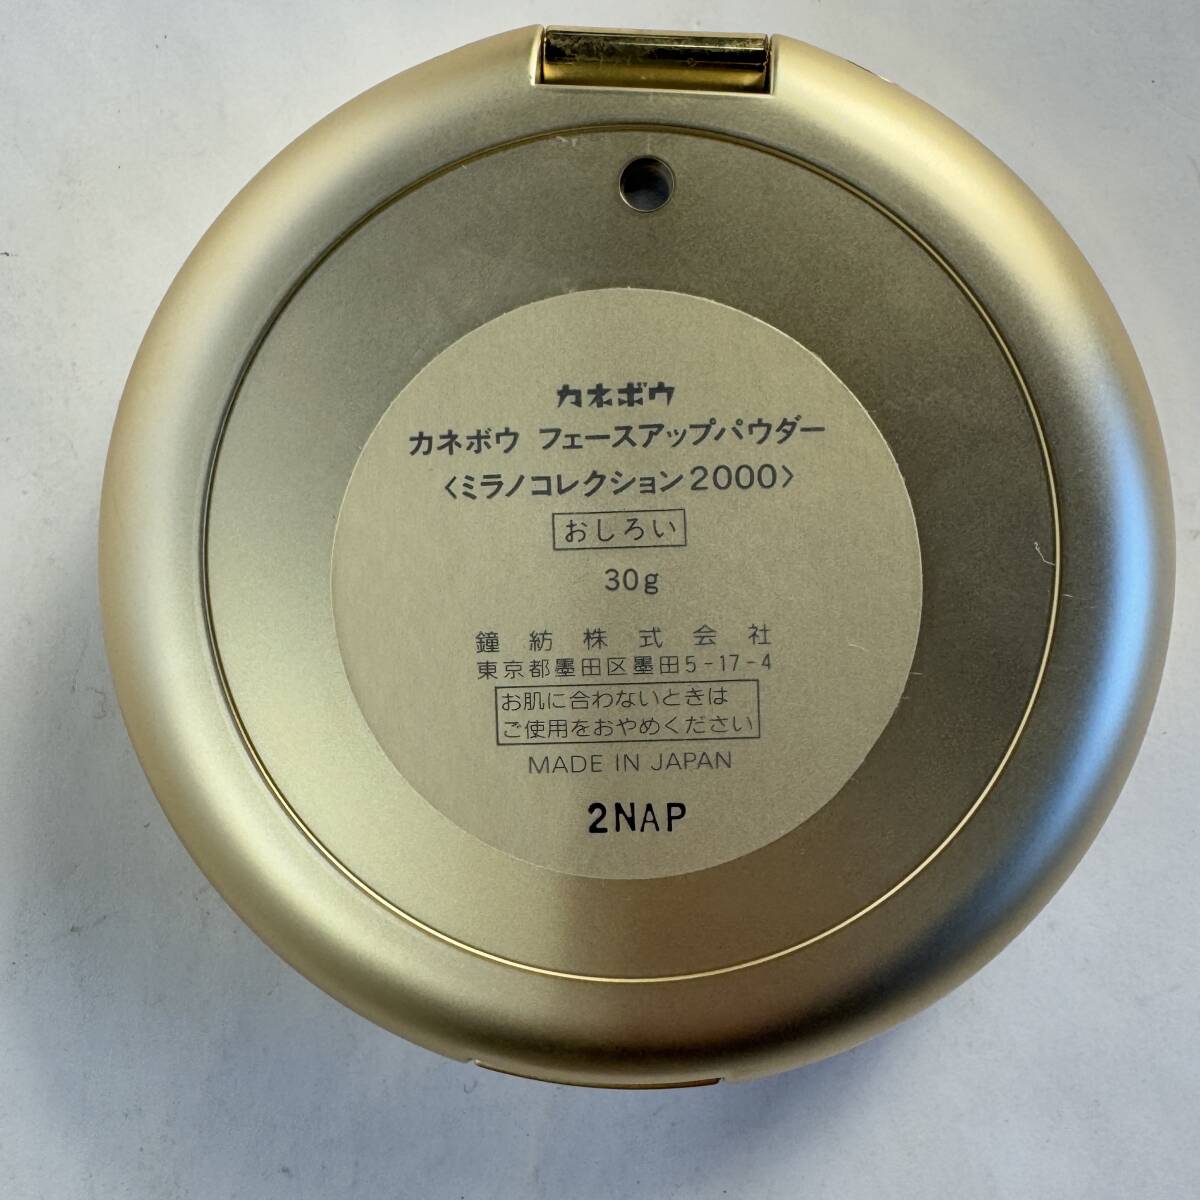 カネボウ
カネボウ フェースアップパウダー
〈ミラノコレクション2000〉
おしろい
30g
鐘紡株式会社
東京都墨田区墨田5-17-4
お肌に合わないときは
ご使用をおやめください
MADE IN JAPAN
2NAP